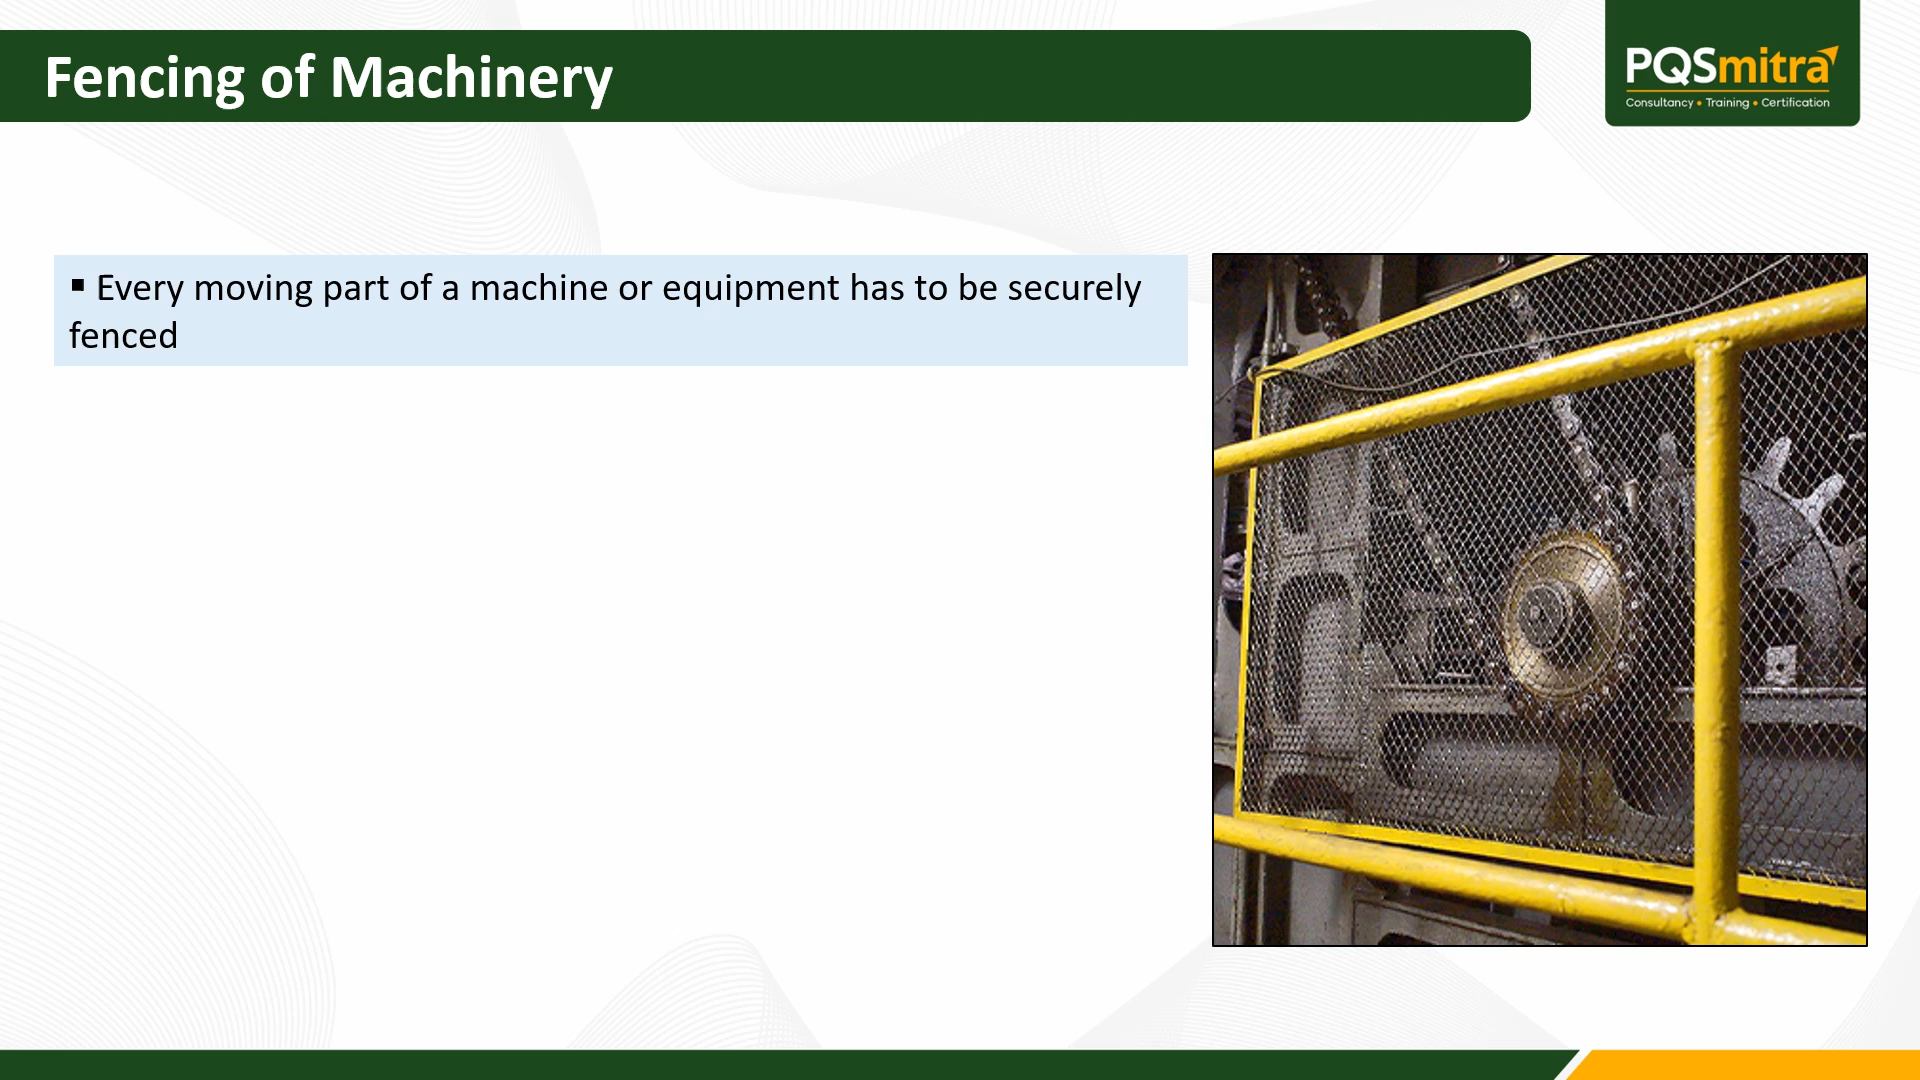 Fencing of Machinery
PQSmitra
Consultancy • Training • Certification
▪ Every moving part of a machine or equipment has to be securely
fenced